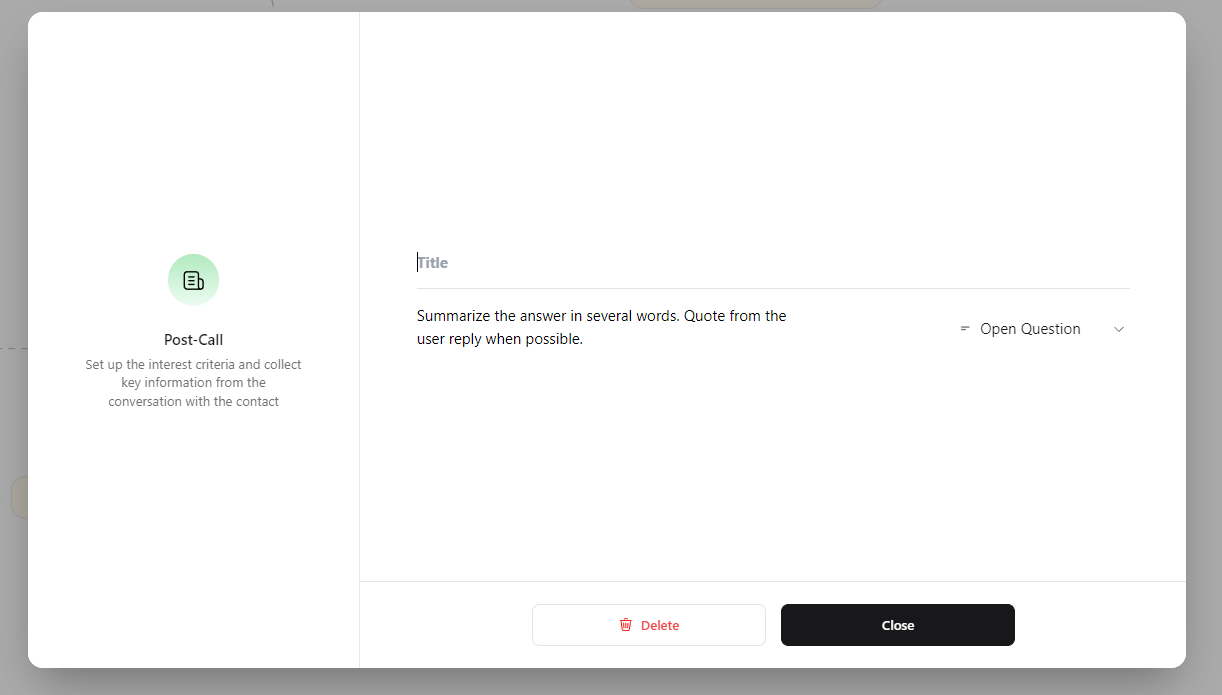 Post-Call
Set up the interest criteria and collect
key information from the
conversation with the contact
Title
Summarize the answer in several words. Quote from the
user reply when possible.
Open Question
Delete
Close